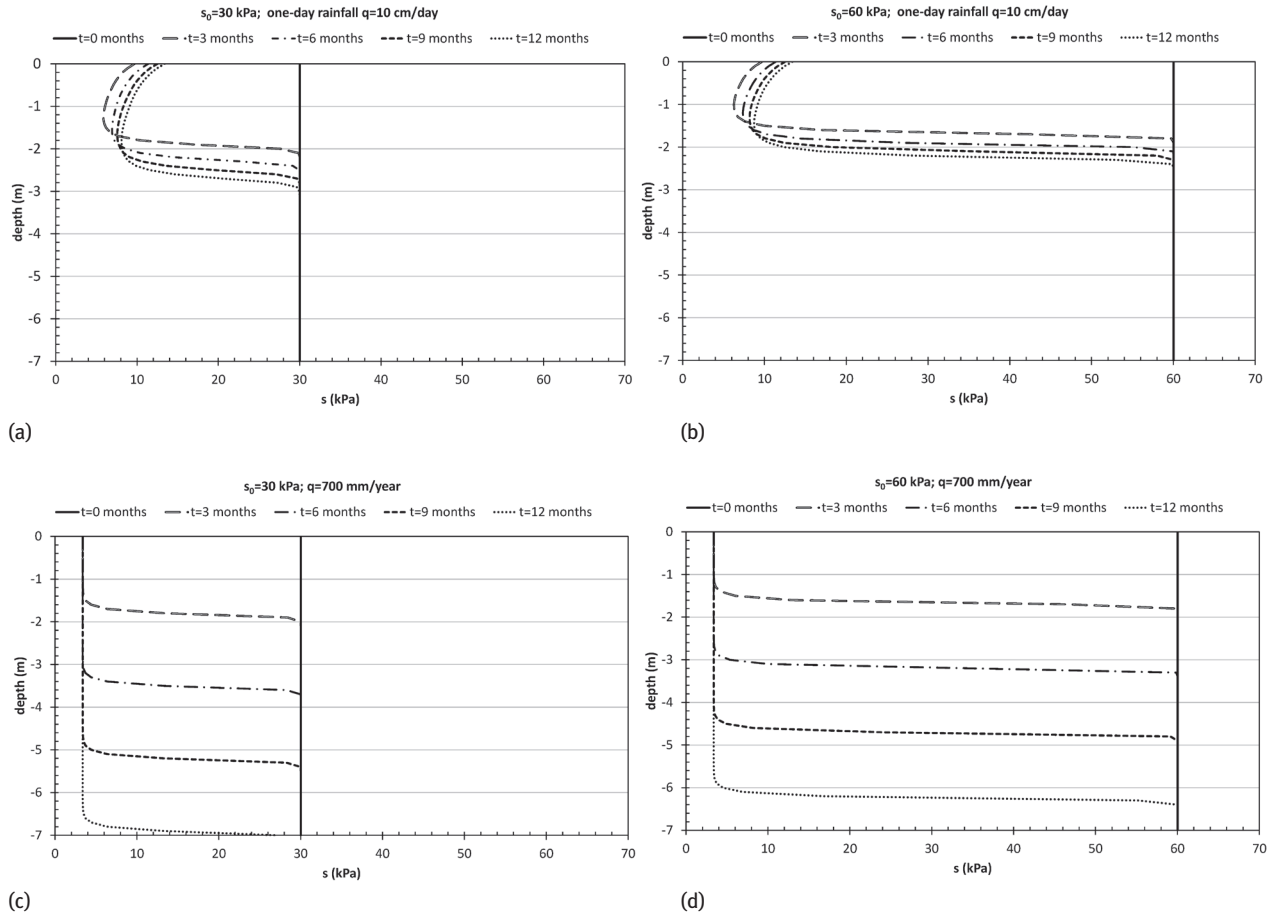 s₀=30 kPa; one-day rainfall q=10 cm/day
t=0 months t=3 months t=6 months t=9 months t=12 months
0
-1
-2
-3
-4
-5
-6
-7
depth (m)
0 10 20 30 40 50 60 70
s (kPa)
(a)
s₀=60 kPa; one-day rainfall q=10 cm/day
t=0 months t=3 months t=6 months t=9 months t=12 months
0
-1
-2
-3
-4
-5
-6
-7
depth (m)
0 10 20 30 40 50 60 70
s (kPa)
(b)
s₀=30 kPa; q=700 mm/year
t=0 months t=3 months t=6 months t=9 months t=12 months
0
-1
-2
-3
-4
-5
-6
-7
depth (m)
0 10 20 30 40 50 60 70
s (kPa)
(c)
s₀=60 kPa; q=700 mm/year
t=0 months t=3 months t=6 months t=9 months t=12 months
0
-1
-2
-3
-4
-5
-6
-7
depth (m)
0 10 20 30 40 50 60 70
s (kPa)
(d)